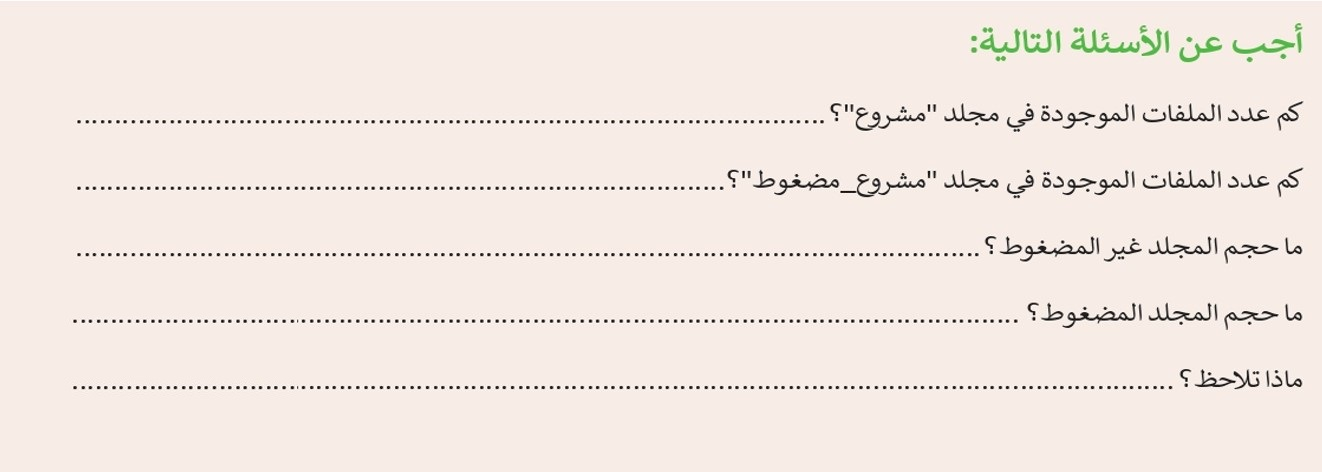 أجب عن الأسئلة التالية:
كم عدد الملفات الموجودة في مجلد "مشروع"؟ ................................................................................................
كم عدد الملفات الموجودة في مجلد "مشروع_مضغوط"؟ ...................................................................................
ما حجم المجلد غير المضغوط؟ ....................................................................................................................
ما حجم المجلد المضغوط؟ .........................................................................................................................
ماذا تلاحظ؟ .............................................................................................................................................